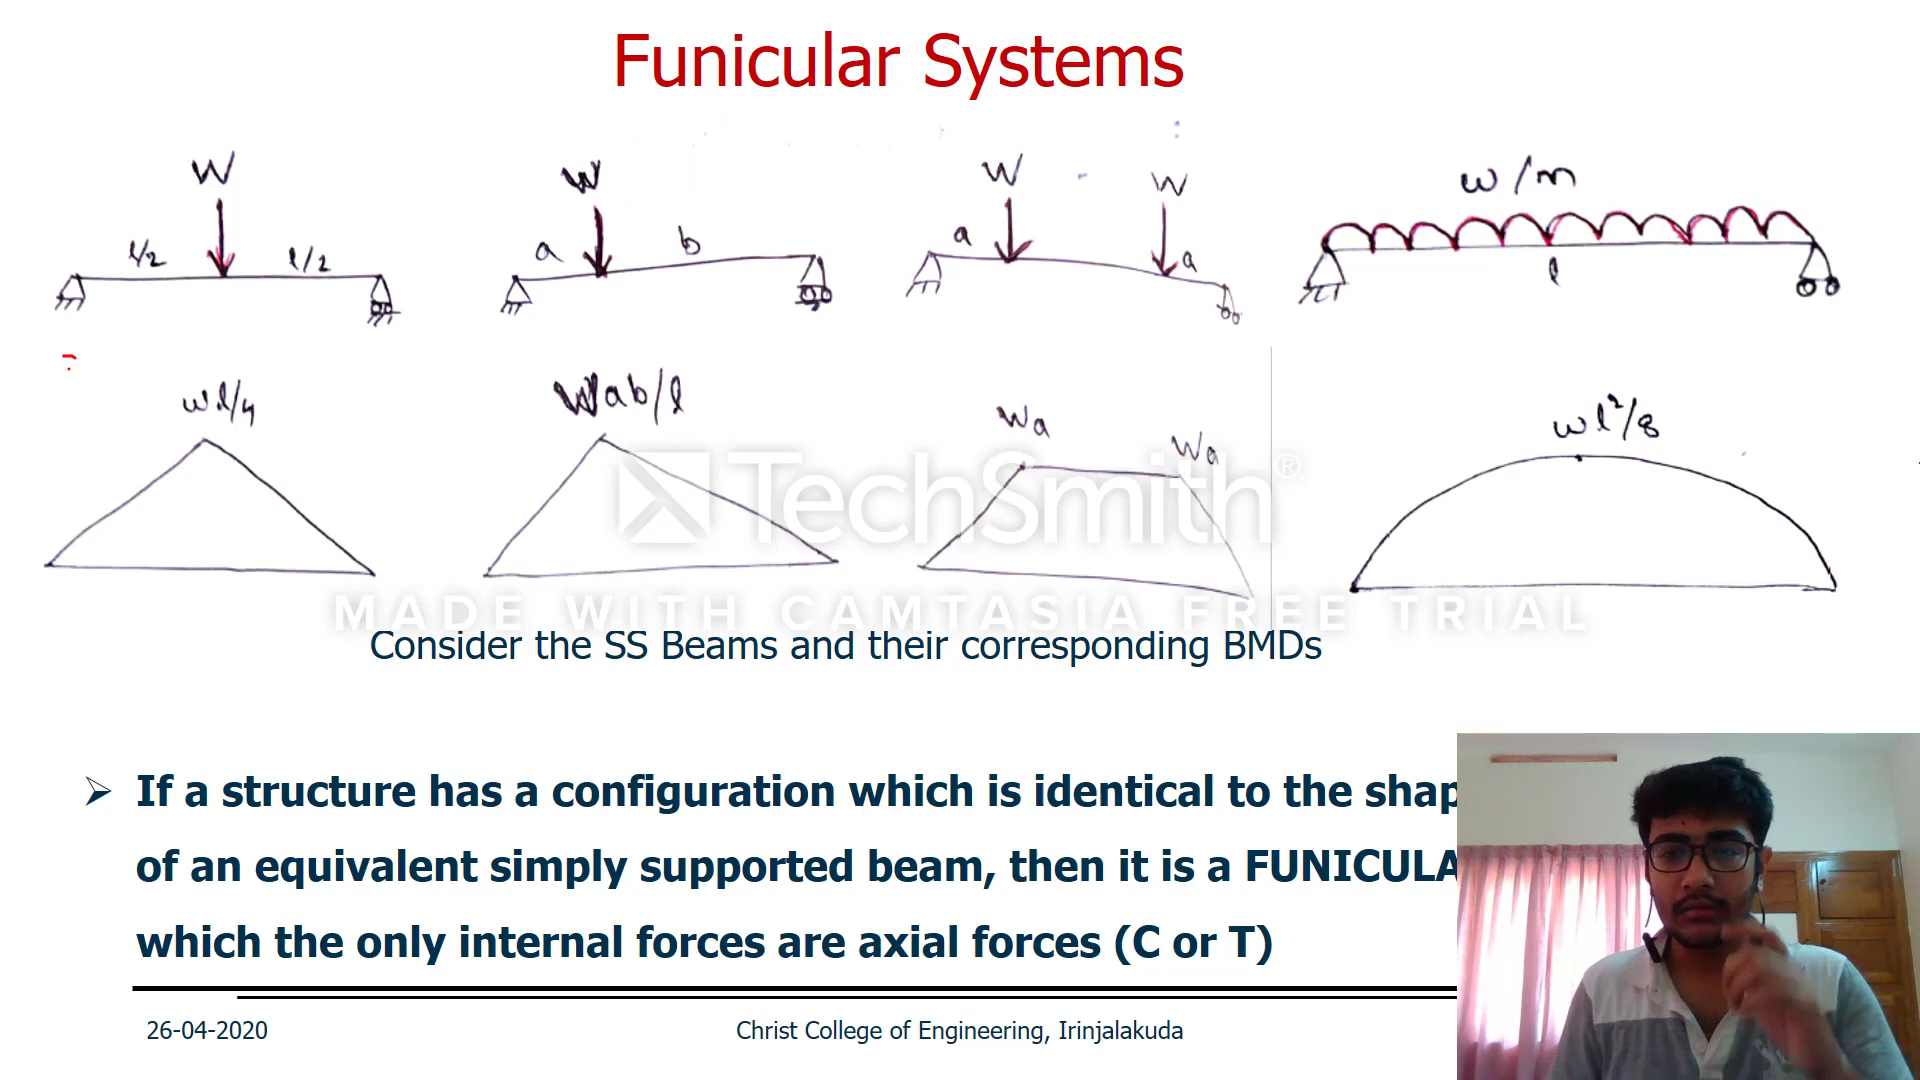 Funicular Systems
W
l/2
l/2
W
a
b
W
W
a
a
w/m
l
wl/4
Wab/l
Wa
Wa
wl²/8
TechSmith®
MADE WITH CAMTASIA FREE TRIAL
Consider the SS Beams and their corresponding BMDs
➢ If a structure has a configuration which is identical to the shap
of an equivalent simply supported beam, then it is a FUNICULA
which the only internal forces are axial forces (C or T)
26-04-2020
Christ College of Engineering, Irinjalakuda